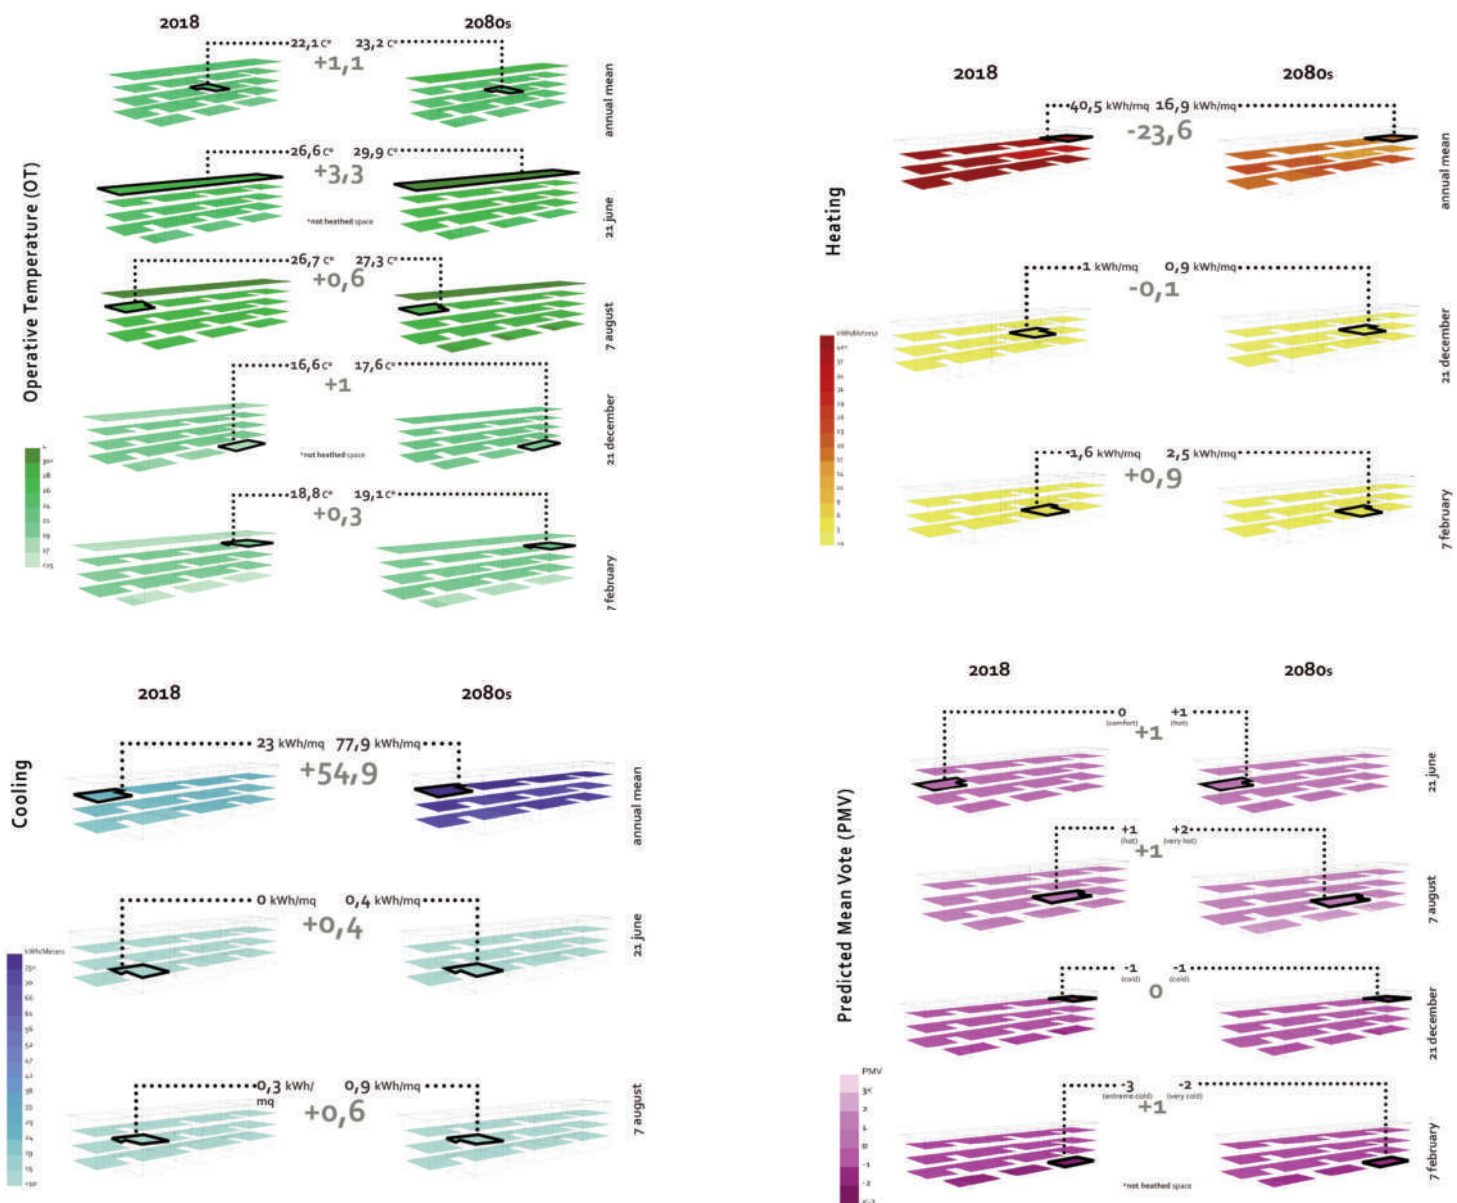 2018
2080s
22,1 C° 23,2 C°
+1,1
annual mean
26,6 C° 29,9 C°
+3,3
*not heathed space
21 june
26,7 C° 27,3 C°
+0,6
7 august
16,6 C° 17,6 C°
+1
*not heathed space
21 december
18,8 C° 19,1 C°
+0,3
7 february
Operative Temperature (OT)
2018
2080s
40,5 kWh/mq 16,9 kWh/mq
-23,6
annual mean
1 kWh/mq 0,9 kWh/mq
-0,1
21 december
1,6 kWh/mq 2,5 kWh/mq
+0,9
7 february
Heating
2018
2080s
23 kWh/mq 77,9 kWh/mq
+54,9
annual mean
0 kWh/mq 0,4 kWh/mq
+0,4
21 june
0,3 kWh/
mq
0,9 kWh/mq
+0,6
7 august
Cooling
kWh/Meters
2018
2080s
0 +1
(comfort) (hot)
+1
21 june
+1 +2
(hot) (very hot)
+1
7 august
-1 -1
(cold) (cold)
0
21 december
-3 -2
(extreme cold) (very cold)
+1
*not heathed space
7 february
Predicted Mean Vote (PMV)
PMV
2
1
0
-1
-2